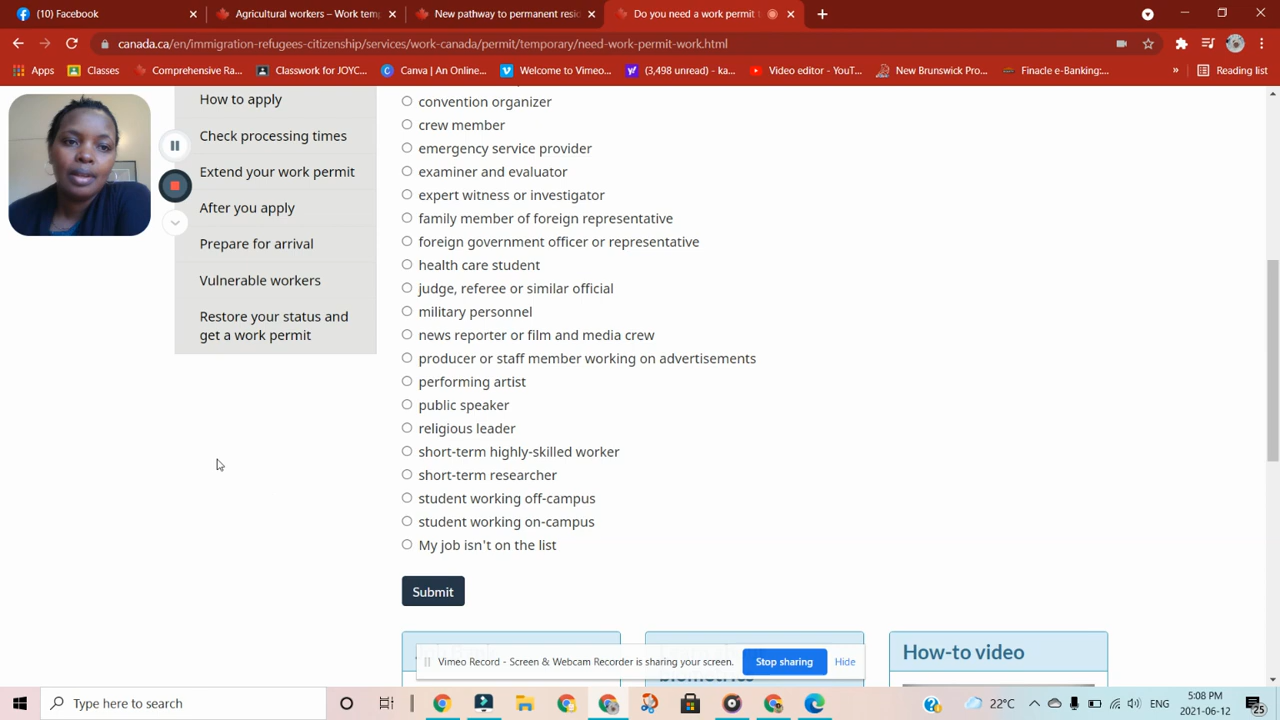 (10) Facebook
Agricultural workers – Work tem
New pathway to permanent resi
Do you need a work permit
canada.ca/en/immigration-refugees-citizenship/services/work-canada/permit/temporary/need-work-permit-work.html
Apps
Classes
Comprehensive Ra...
Classwork for JOYC...
Canva | An Online...
Welcome to Vimeo...
(3,498 unread) - ka...
Video editor - YouT...
New Brunswick Pro...
Finacle e-Banking:...
»
Reading list
How to apply
Check processing times
Extend your work permit
After you apply
Prepare for arrival
Vulnerable workers
Restore your status and
get a work permit
convention organizer
crew member
emergency service provider
examiner and evaluator
expert witness or investigator
family member of foreign representative
foreign government officer or representative
health care student
judge, referee or similar official
military personnel
news reporter or film and media crew
producer or staff member working on advertisements
performing artist
public speaker
religious leader
short-term highly-skilled worker
short-term researcher
student working off-campus
student working on-campus
My job isn't on the list
Submit
How-to video
Vimeo Record - Screen & Webcam Recorder is sharing your screen.
Stop sharing
Hide
Type here to search
22°C
ENG
5:08 PM
2021-06-12
25